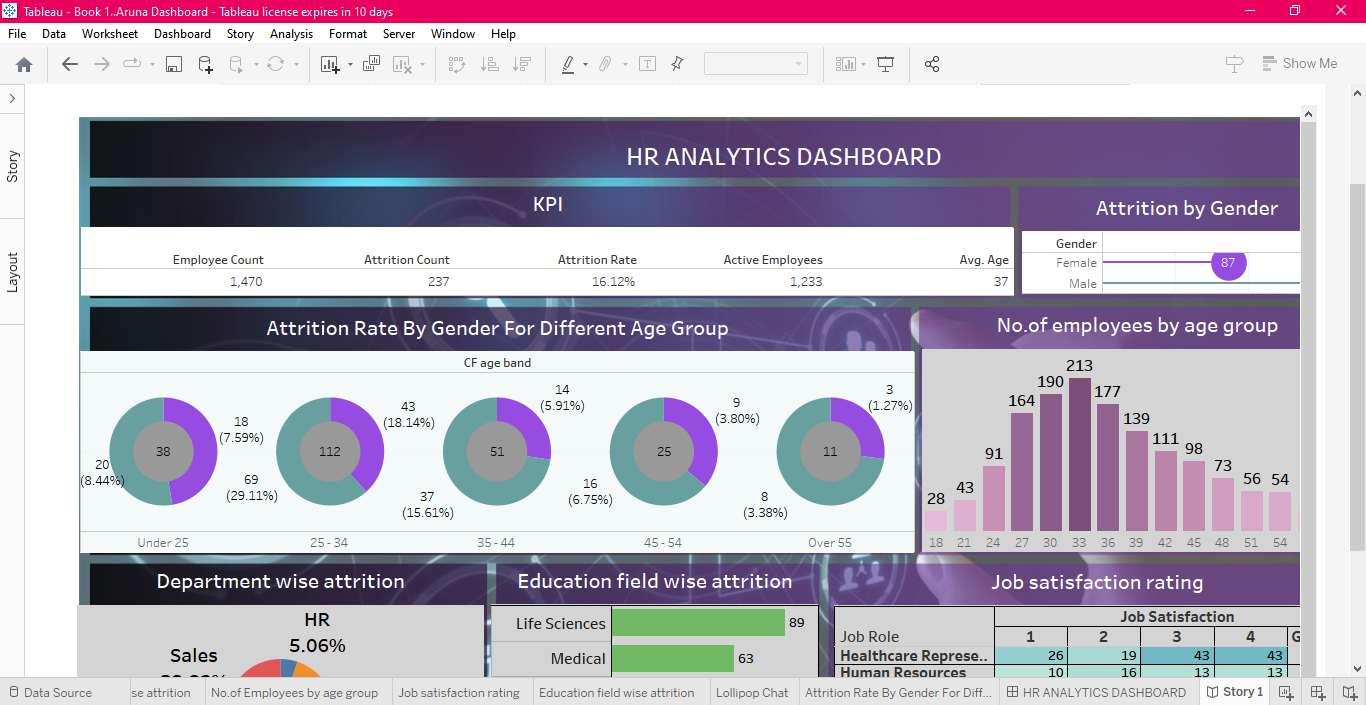 Tableau - Book 1..Aruna Dashboard - Tableau license expires in 10 days
File Data Worksheet Dashboard Story Analysis Format Server Window Help
Show Me
Story
Layout
HR ANALYTICS DASHBOARD
KPI
Employee Count Attrition Count Attrition Rate Active Employees Avg. Age
1,470 237 16.12% 1,233 37
Attrition by Gender
Gender
Female 87
Male
Attrition Rate By Gender For Different Age Group
CF age band
38
18
(7.59%)
20
(8.44%)
112
43
(18.14%)
69
(29.11%)
51
14
(5.91%)
37
(15.61%)
25
9
(3.80%)
16
(6.75%)
11
3
(1.27%)
8
(3.38%)
Under 25 25 - 34 35 - 44 45 - 54 Over 55
No.of employees by age group
28 43 91 164 190 213 177 139 111 98 73 56 54
18 21 24 27 30 33 36 39 42 45 48 51 54
Department wise attrition
HR
5.06%
Sales
Education field wise attrition
Life Sciences 89
Medical 63
Job satisfaction rating
Job Satisfaction
Job Role 1 2 3 4 G
Healthcare Represe.. 26 19 43 43
Human Resources 10 16 13 13
Data Source se attrition No.of Employees by age group Job satisfaction rating Education field wise attrition Lollipop Chat Attrition Rate By Gender For Diff... HR ANALYTICS DASHBOARD Story 1